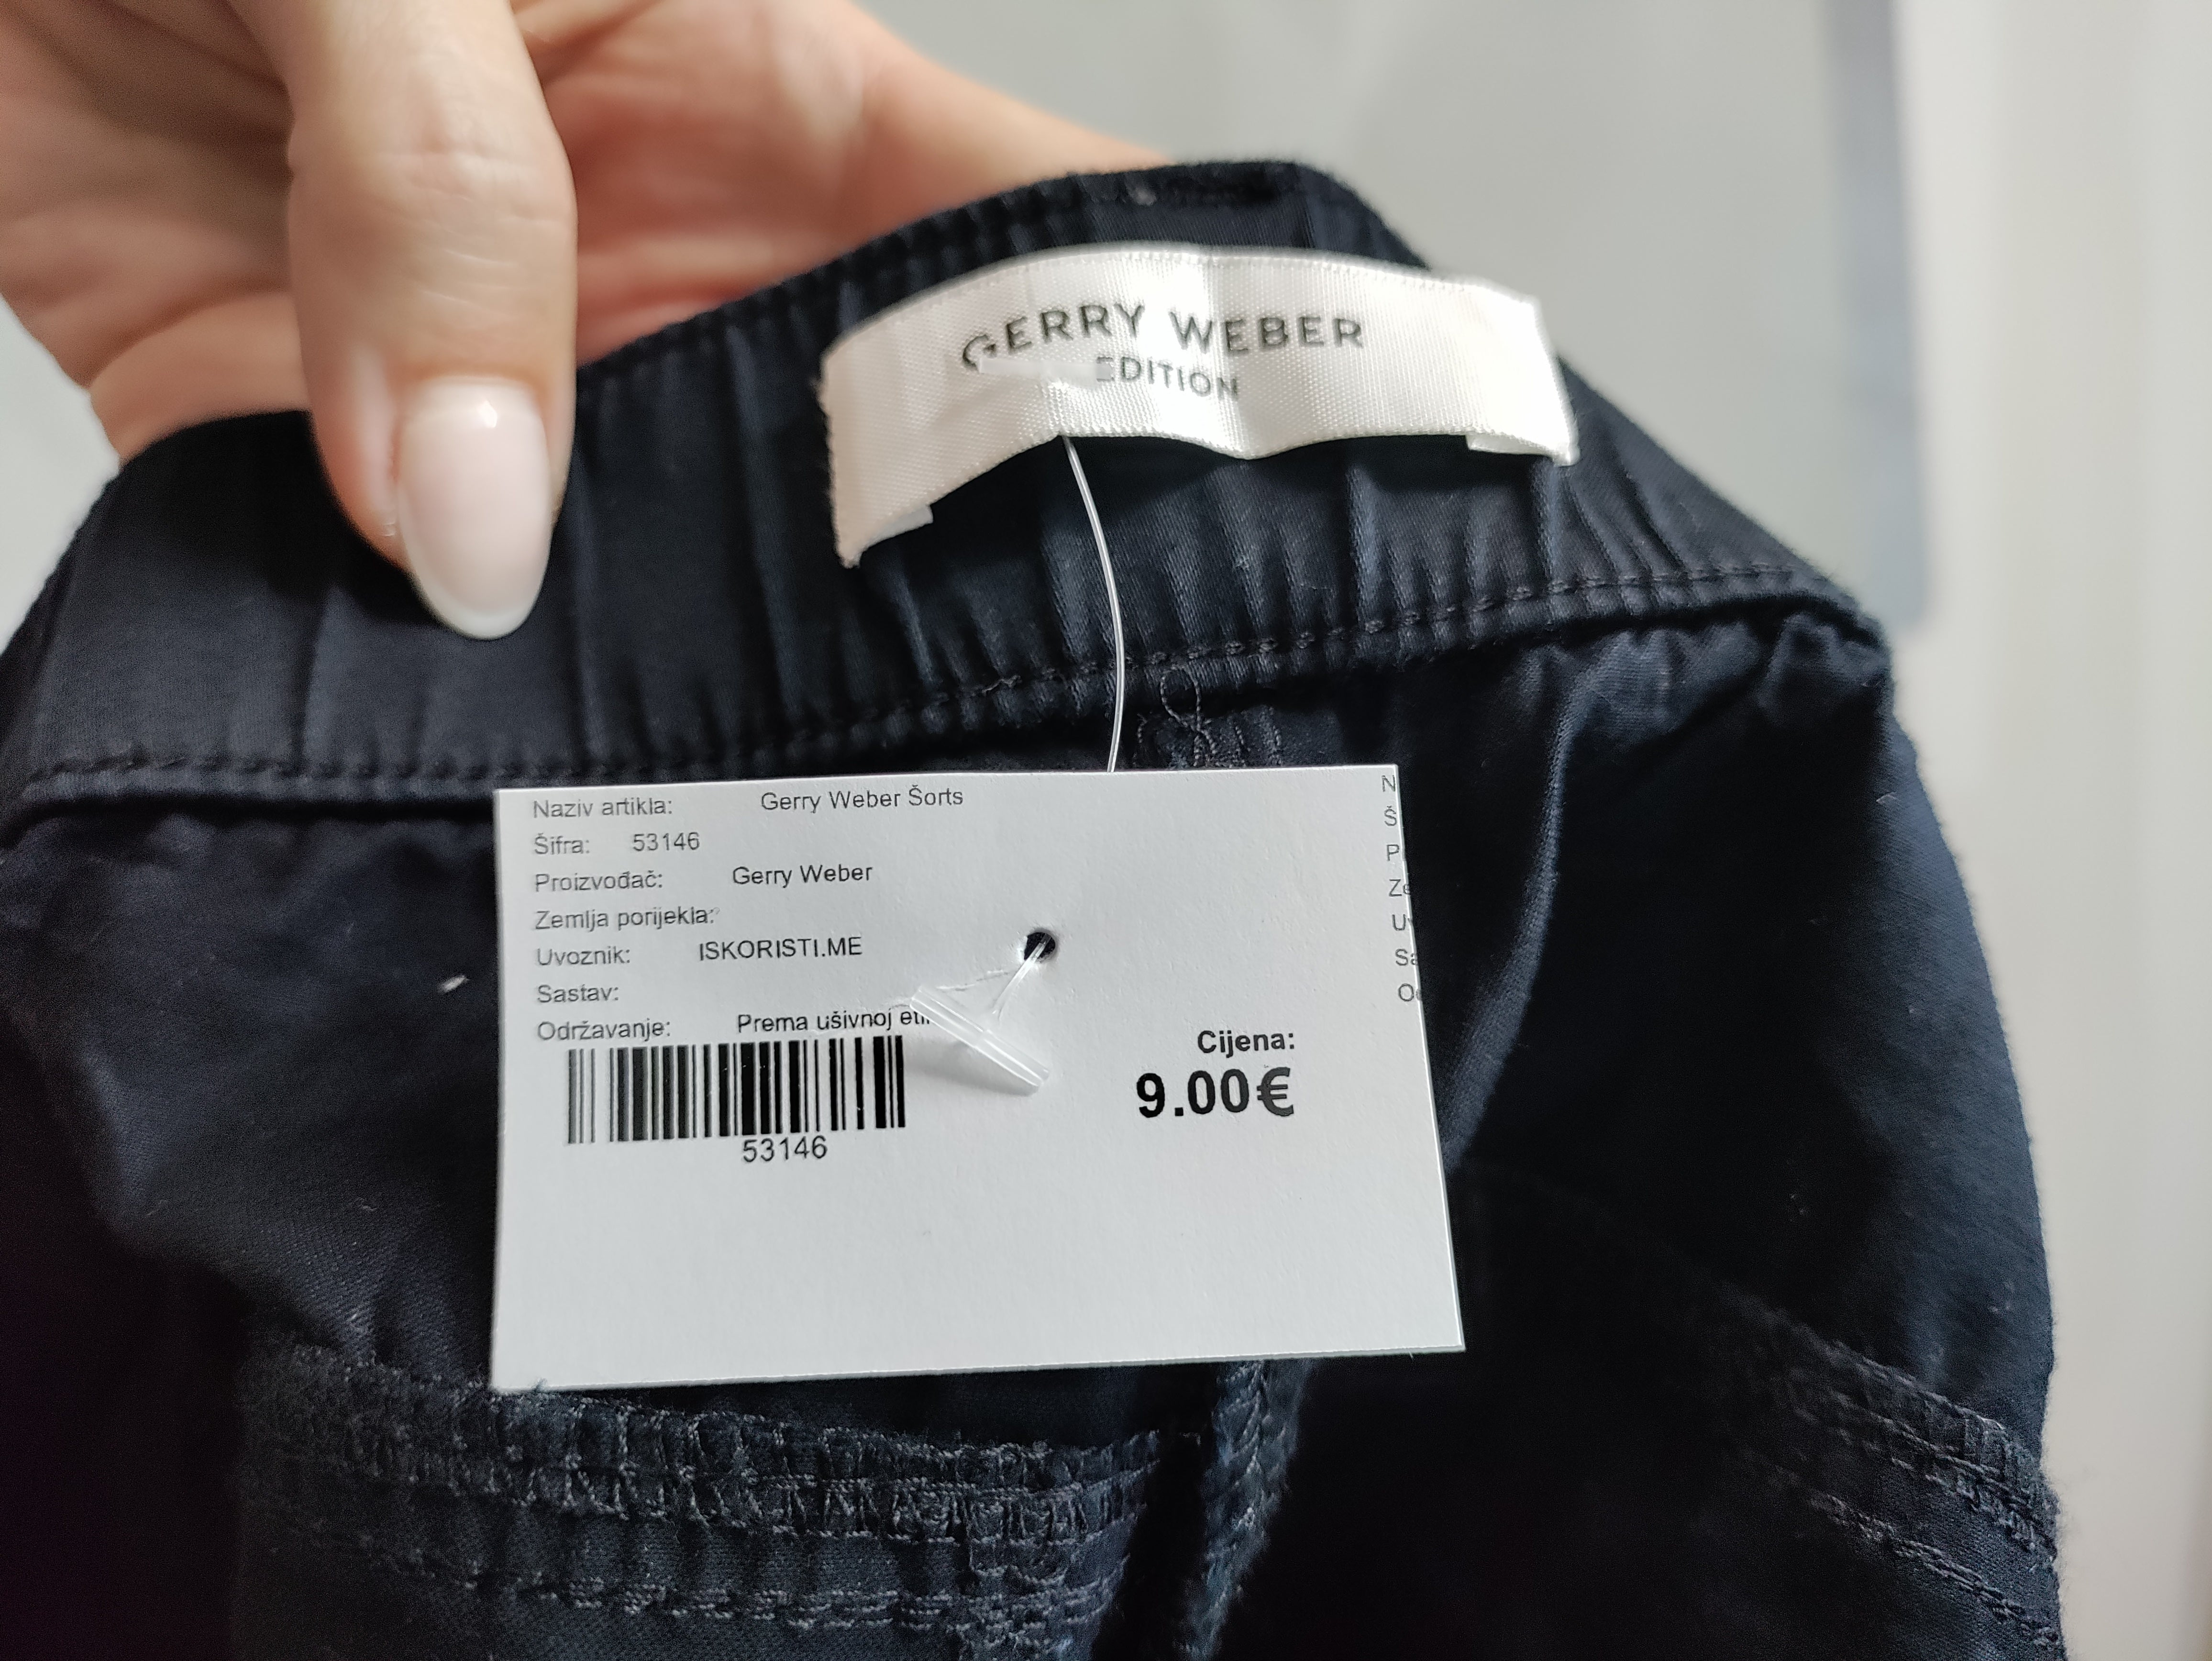 GERRY WEBER
EDITION
Naziv artikla: Gerry Weber Šorts
Šifra: 53146
Proizvođač: Gerry Weber
Zemlja porijekla:
Uvoznik: ISKORISTI.ME
Sastav:
Održavanje: Prema ušivnoj
53146
Cijena:
9.00€